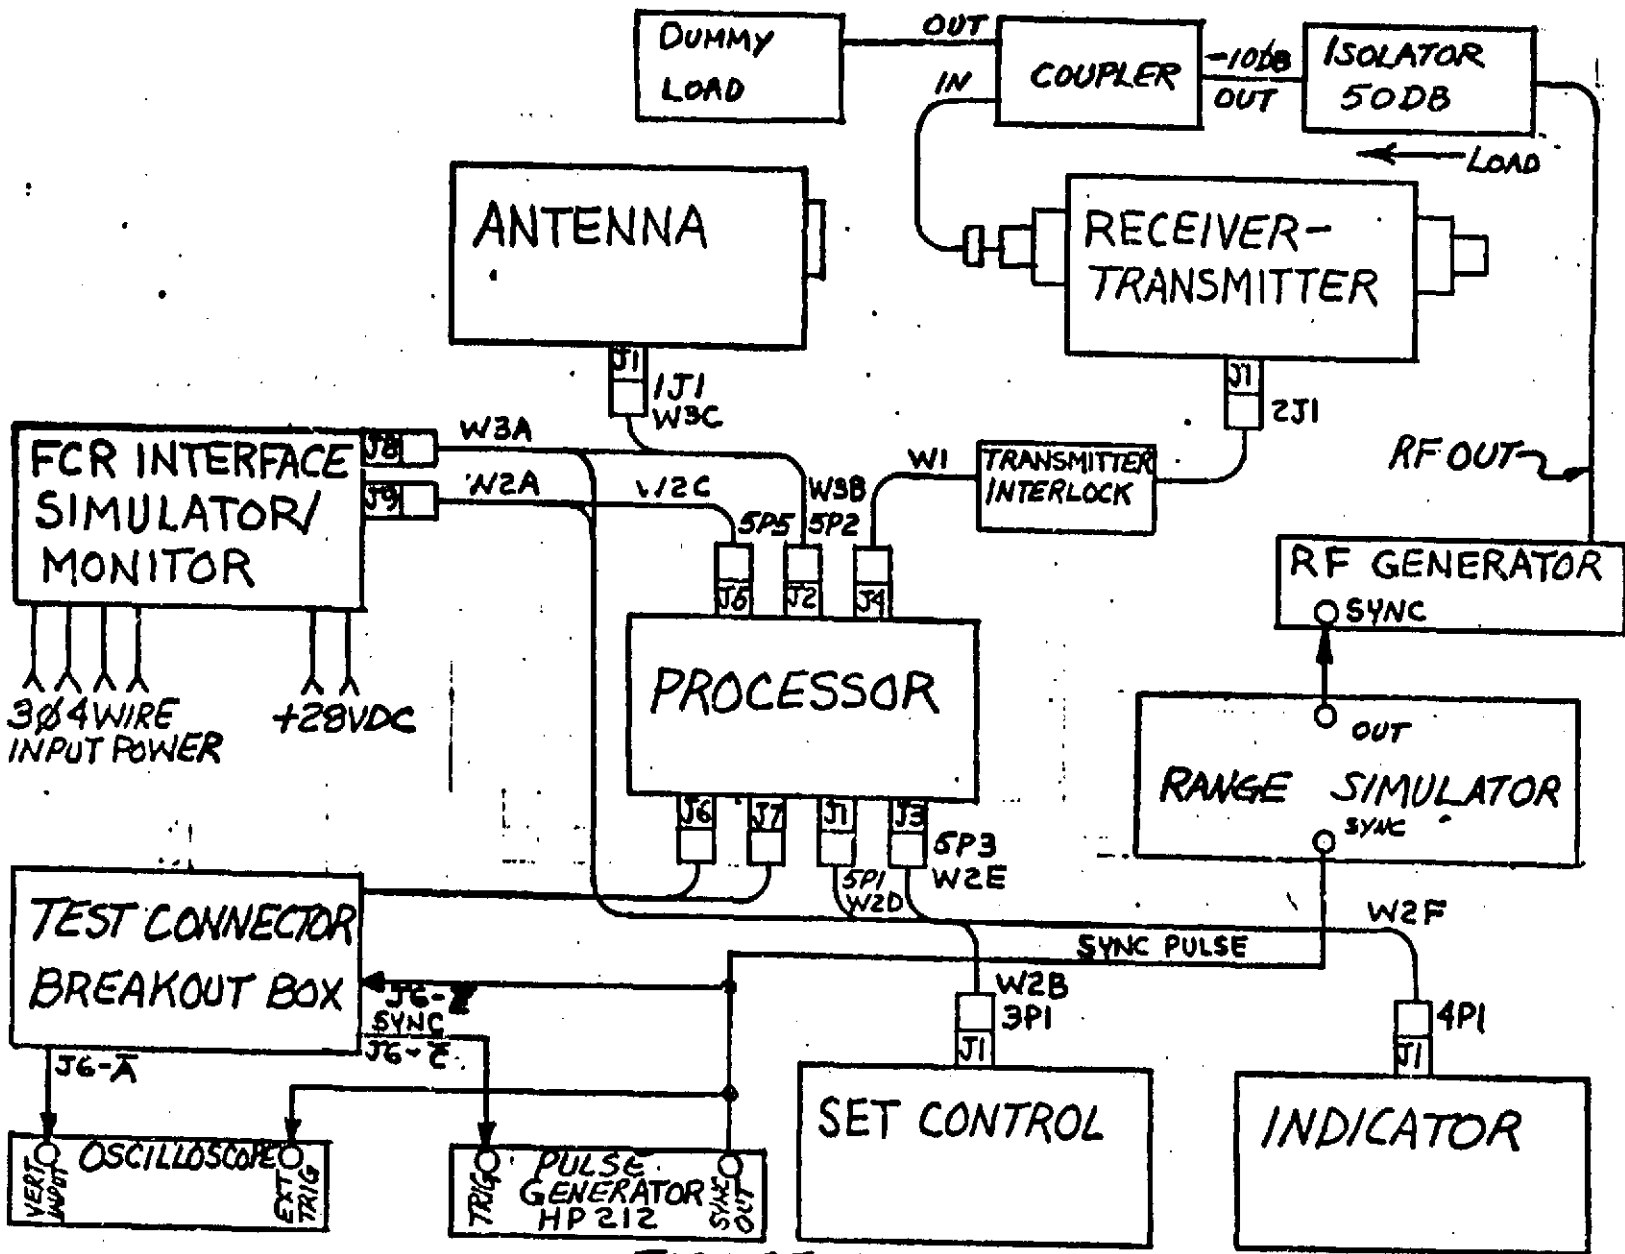 DUMMY
LOAD
OUT
IN
COUPLER
-10DB
OUT
ISOLATOR
50DB
LOAD
ANTENNA
J1
1J1
W3C
RECEIVER-
TRANSMITTER
J1
2J1
FCR INTERFACE
SIMULATOR/
MONITOR
J8
J9
W3A
W2A
W2C
W3B
5P5
5P2
W1
TRANSMITTER
INTERLOCK
RF OUT
RF GENERATOR
SYNC
3Ø4WIRE
INPUT POWER
+28VDC
J5
J2
J4
PROCESSOR
J6
J7
J1
J3
5P1
W2D
5P3
W2E
OUT
RANGE SIMULATOR
SYNC
TEST CONNECTOR
BREAKOUT BOX
J6-
SYNC
J6-C̅
J6-A̅
SYNC PULSE
W2F
W2B
3P1
J1
4P1
J1
OSCILLOSCOPE
VERT
INPUT
EXT
TRIG
TRIG
PULSE
GENERATOR
HP212
SYNC
OUT
SET CONTROL
INDICATOR